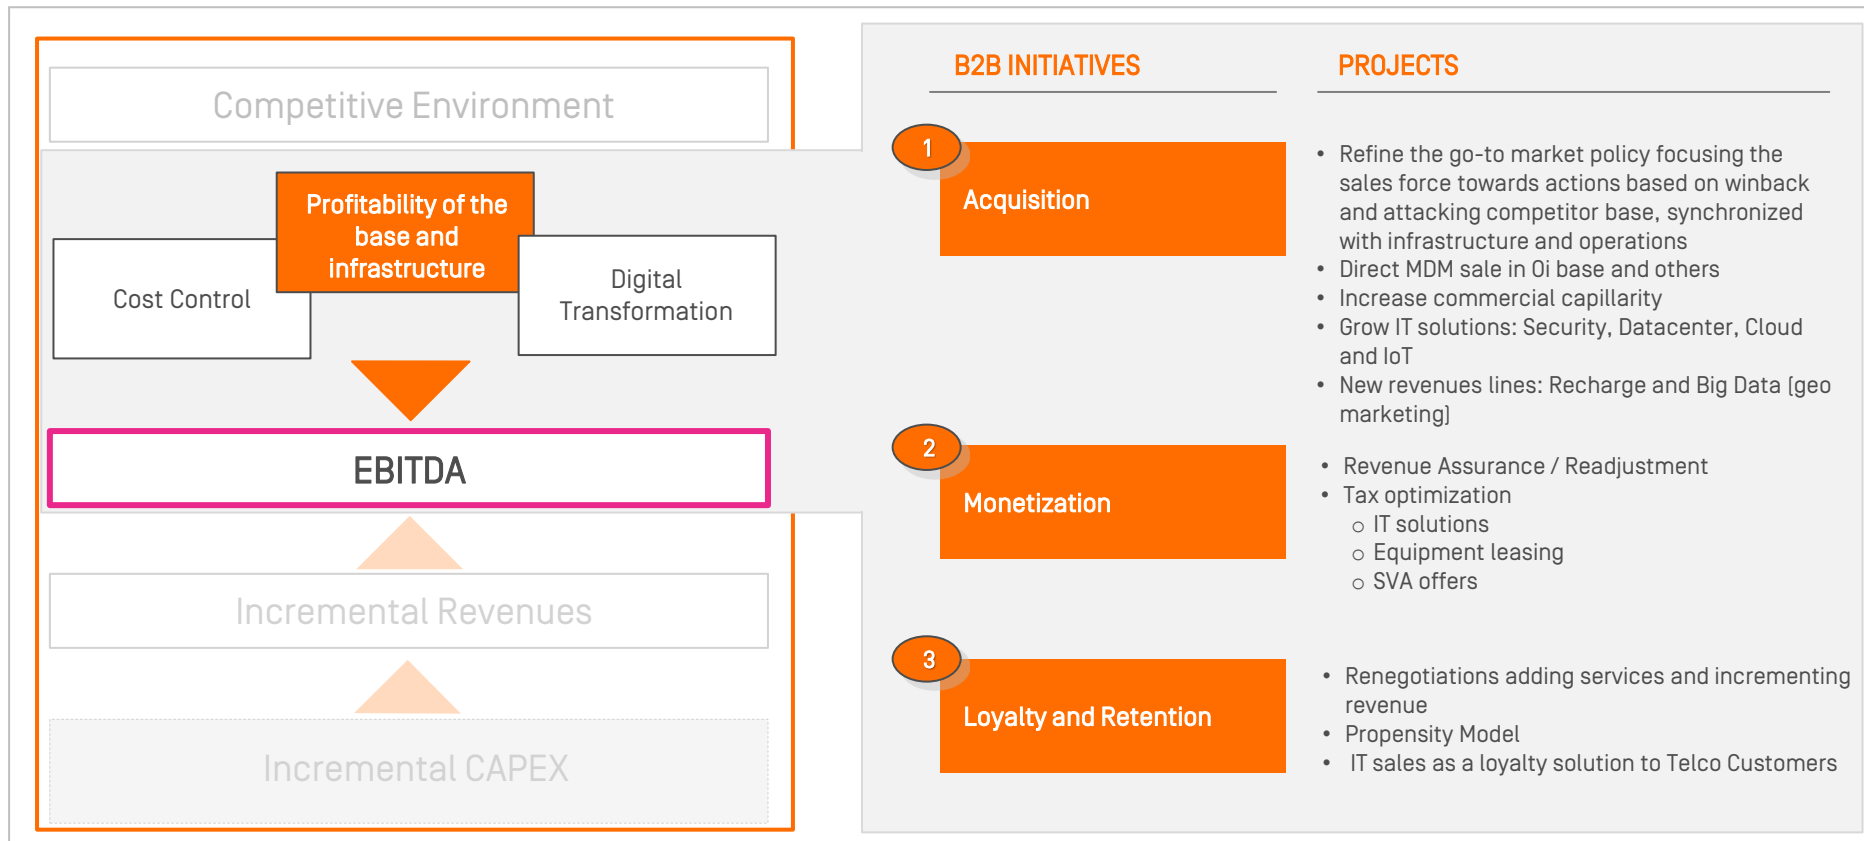 Competitive Environment
Profitability of the
base and
infrastructure
Cost Control
Digital
Transformation
EBITDA
Incremental Revenues
Incremental CAPEX
B2B INITIATIVES
PROJECTS
1
Acquisition
• Refine the go-to market policy focusing the
sales force towards actions based on winback
and attacking competitor base, synchronized
with infrastructure and operations
• Direct MDM sale in Oi base and others
• Increase commercial capillarity
• Grow IT solutions: Security, Datacenter, Cloud
and IoT
• New revenues lines: Recharge and Big Data (geo
marketing)
2
Monetization
• Revenue Assurance / Readjustment
• Tax optimization
o IT solutions
o Equipment leasing
o SVA offers
3
Loyalty and Retention
• Renegotiations adding services and incrementing
revenue
• Propensity Model
• IT sales as a loyalty solution to Telco Customers